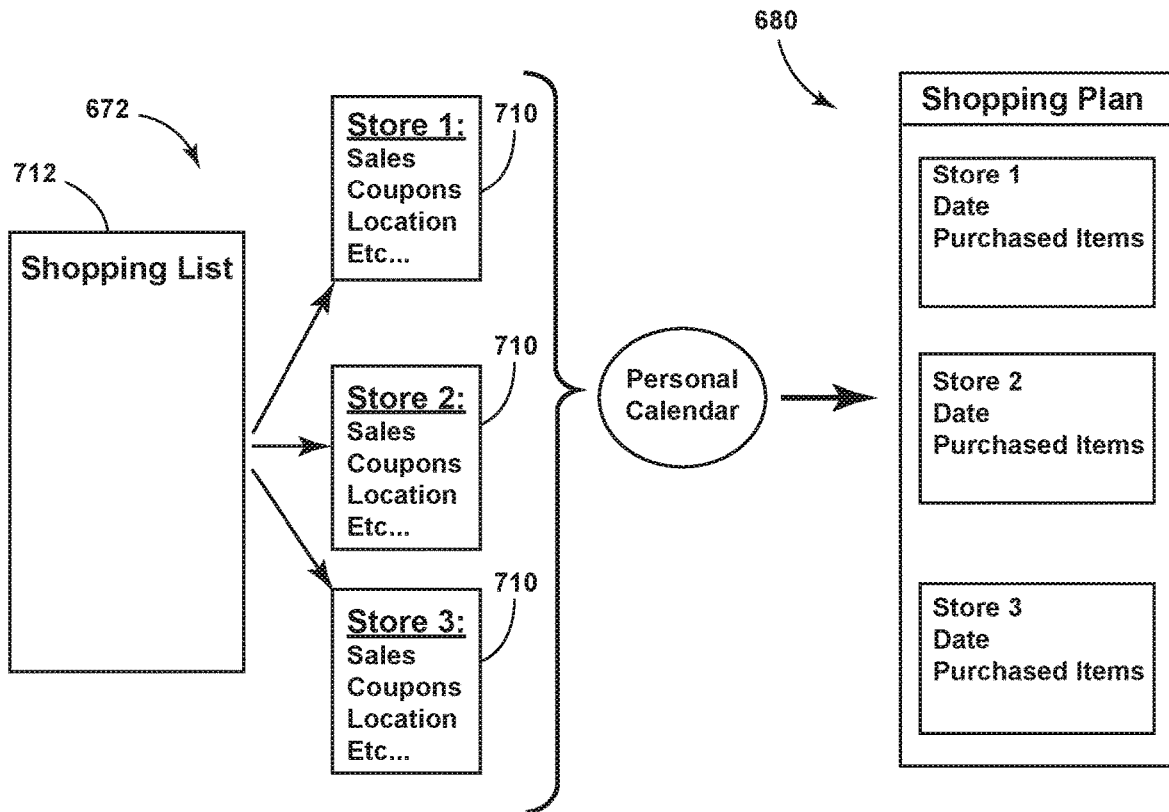 680
Shopping Plan
672
712
Shopping List
Store 1:
Sales
Coupons
Location
Etc...
710
Store 2:
Sales
Coupons
Location
Etc...
710
Store 3:
Sales
Coupons
Location
Etc...
710
Personal
Calendar
Store 1
Date
Purchased Items
Store 2
Date
Purchased Items
Store 3
Date
Purchased Items